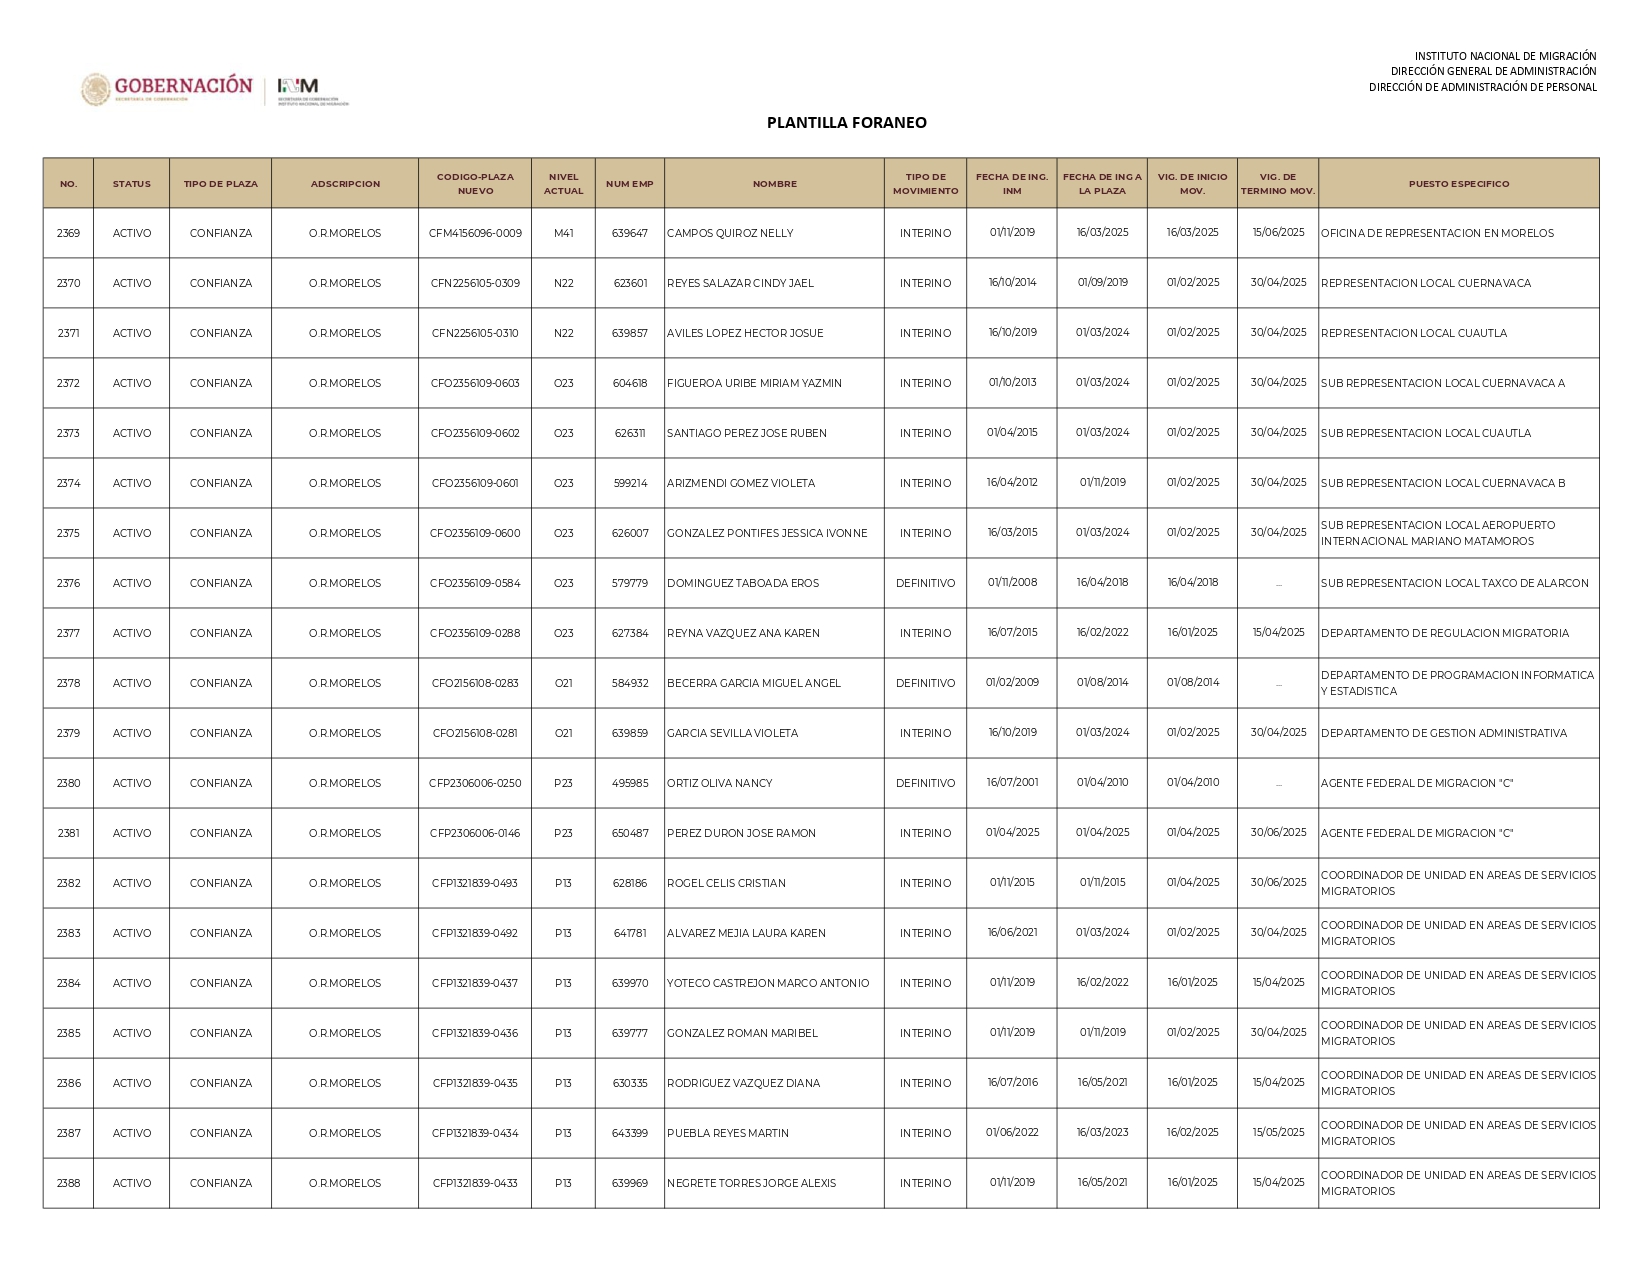 INSTITUTO NACIONAL DE MIGRACIÓN
DIRECCIÓN GENERAL DE ADMINISTRACIÓN
DIRECCIÓN DE ADMINISTRACIÓN DE PERSONAL
GOBERNACIÓN
SECRETARÍA DE GOBERNACIÓN
INM
SECRETARÍA DE GOBERNACIÓN
INSTITUTO NACIONAL DE MIGRACIÓN
PLANTILLA FORANEO
NO. STATUS TIPO DE PLAZA ADSCRIPCION CODIGO-PLAZA NUEVO NIVEL ACTUAL NUM EMP NOMBRE TIPO DE MOVIMIENTO FECHA DE ING. INM FECHA DE ING A LA PLAZA VIG. DE INICIO MOV. VIG. DE TERMINO MOV. PUESTO ESPECIFICO
2369 ACTIVO CONFIANZA O.R.MORELOS CFM4156096-0009 M41 639647 CAMPOS QUIROZ NELLY INTERINO 01/11/2019 16/03/2025 16/03/2025 15/06/2025 OFICINA DE REPRESENTACION EN MORELOS
2370 ACTIVO CONFIANZA O.R.MORELOS CFN2256105-0309 N22 623601 REYES SALAZAR CINDY JAEL INTERINO 16/10/2014 01/09/2019 01/02/2025 30/04/2025 REPRESENTACION LOCAL CUERNAVACA
2371 ACTIVO CONFIANZA O.R.MORELOS CFN2256105-0310 N22 639857 AVILES LOPEZ HECTOR JOSUE INTERINO 16/10/2019 01/03/2024 01/02/2025 30/04/2025 REPRESENTACION LOCAL CUAUTLA
2372 ACTIVO CONFIANZA O.R.MORELOS CFO2356109-0603 O23 604618 FIGUEROA URIBE MIRIAM YAZMIN INTERINO 01/10/2013 01/03/2024 01/02/2025 30/04/2025 SUB REPRESENTACION LOCAL CUERNAVACA A
2373 ACTIVO CONFIANZA O.R.MORELOS CFO2356109-0602 O23 626311 SANTIAGO PEREZ JOSE RUBEN INTERINO 01/04/2015 01/03/2024 01/02/2025 30/04/2025 SUB REPRESENTACION LOCAL CUAUTLA
2374 ACTIVO CONFIANZA O.R.MORELOS CFO2356109-0601 O23 599214 ARIZMENDI GOMEZ VIOLETA INTERINO 16/04/2012 01/11/2019 01/02/2025 30/04/2025 SUB REPRESENTACION LOCAL CUERNAVACA B
2375 ACTIVO CONFIANZA O.R.MORELOS CFO2356109-0600 O23 626007 GONZALEZ PONTIFES JESSICA IVONNE INTERINO 16/03/2015 01/03/2024 01/02/2025 30/04/2025 SUB REPRESENTACION LOCAL AEROPUERTO
INTERNACIONAL MARIANO MATAMOROS
2376 ACTIVO CONFIANZA O.R.MORELOS CFO2356109-0584 O23 579779 DOMINGUEZ TABOADA EROS DEFINITIVO 01/11/2008 16/04/2018 16/04/2018 ... SUB REPRESENTACION LOCAL TAXCO DE ALARCON
2377 ACTIVO CONFIANZA O.R.MORELOS CFO2356109-0288 O23 627384 REYNA VAZQUEZ ANA KAREN INTERINO 16/07/2015 16/02/2022 16/01/2025 15/04/2025 DEPARTAMENTO DE REGULACION MIGRATORIA
2378 ACTIVO CONFIANZA O.R.MORELOS CFO2156108-0283 O21 584932 BECERRA GARCIA MIGUEL ANGEL DEFINITIVO 01/02/2009 01/08/2014 01/08/2014 ... DEPARTAMENTO DE PROGRAMACION INFORMATICA
Y ESTADISTICA
2379 ACTIVO CONFIANZA O.R.MORELOS CFO2156108-0281 O21 639859 GARCIA SEVILLA VIOLETA INTERINO 16/10/2019 01/03/2024 01/02/2025 30/04/2025 DEPARTAMENTO DE GESTION ADMINISTRATIVA
2380 ACTIVO CONFIANZA O.R.MORELOS CFP2306006-0250 P23 495985 ORTIZ OLIVA NANCY DEFINITIVO 16/07/2001 01/04/2010 01/04/2010 ... AGENTE FEDERAL DE MIGRACION "C"
2381 ACTIVO CONFIANZA O.R.MORELOS CFP2306006-0146 P23 650487 PEREZ DURON JOSE RAMON INTERINO 01/04/2025 01/04/2025 01/04/2025 30/06/2025 AGENTE FEDERAL DE MIGRACION "C"
2382 ACTIVO CONFIANZA O.R.MORELOS CFP1321839-0493 P13 628186 ROGEL CELIS CRISTIAN INTERINO 01/11/2015 01/11/2015 01/04/2025 30/06/2025 COORDINADOR DE UNIDAD EN AREAS DE SERVICIOS
MIGRATORIOS
2383 ACTIVO CONFIANZA O.R.MORELOS CFP1321839-0492 P13 641781 ALVAREZ MEJIA LAURA KAREN INTERINO 16/06/2021 01/03/2024 01/02/2025 30/04/2025 COORDINADOR DE UNIDAD EN AREAS DE SERVICIOS
MIGRATORIOS
2384 ACTIVO CONFIANZA O.R.MORELOS CFP1321839-0437 P13 639970 YOTECO CASTREJON MARCO ANTONIO INTERINO 01/11/2019 16/02/2022 16/01/2025 15/04/2025 COORDINADOR DE UNIDAD EN AREAS DE SERVICIOS
MIGRATORIOS
2385 ACTIVO CONFIANZA O.R.MORELOS CFP1321839-0436 P13 639777 GONZALEZ ROMAN MARIBEL INTERINO 01/11/2019 01/11/2019 01/02/2025 30/04/2025 COORDINADOR DE UNIDAD EN AREAS DE SERVICIOS
MIGRATORIOS
2386 ACTIVO CONFIANZA O.R.MORELOS CFP1321839-0435 P13 630335 RODRIGUEZ VAZQUEZ DIANA INTERINO 16/07/2016 16/05/2021 16/01/2025 15/04/2025 COORDINADOR DE UNIDAD EN AREAS DE SERVICIOS
MIGRATORIOS
2387 ACTIVO CONFIANZA O.R.MORELOS CFP1321839-0434 P13 643399 PUEBLA REYES MARTIN INTERINO 01/06/2022 16/03/2023 16/02/2025 15/05/2025 COORDINADOR DE UNIDAD EN AREAS DE SERVICIOS
MIGRATORIOS
2388 ACTIVO CONFIANZA O.R.MORELOS CFP1321839-0433 P13 639969 NEGRETE TORRES JORGE ALEXIS INTERINO 01/11/2019 16/05/2021 16/01/2025 15/04/2025 COORDINADOR DE UNIDAD EN AREAS DE SERVICIOS
MIGRATORIOS